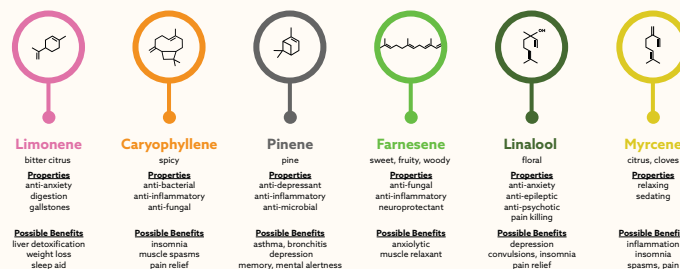 OH
Limonene
bitter citrus
Properties
anti-anxiety
digestion
gallstones
Possible Benefits
liver detoxification
weight loss
sleep aid
Caryophyllene
spicy
Properties
anti-bacterial
anti-inflammatory
anti-fungal
Possible Benefits
insomnia
muscle spasms
pain relief
Pinene
pine
Properties
anti-depressant
anti-inflammatory
anti-microbial
Possible Benefits
asthma, bronchitis
depression
memory, mental alertness
Farnesene
sweet, fruity, woody
Properties
anti-fungal
anti-inflammatory
neuroprotectant
Possible Benefits
anxiolytic
muscle relaxant
Linalool
floral
Properties
anti-anxiety
anti-epileptic
anti-psychotic
pain killing
Possible Benefits
depression
convulsions, insomnia
pain relief
Myrcene
citrus, cloves
Properties
relaxing
sedating
Possible Benefits
inflammation
insomnia
spasms, pain